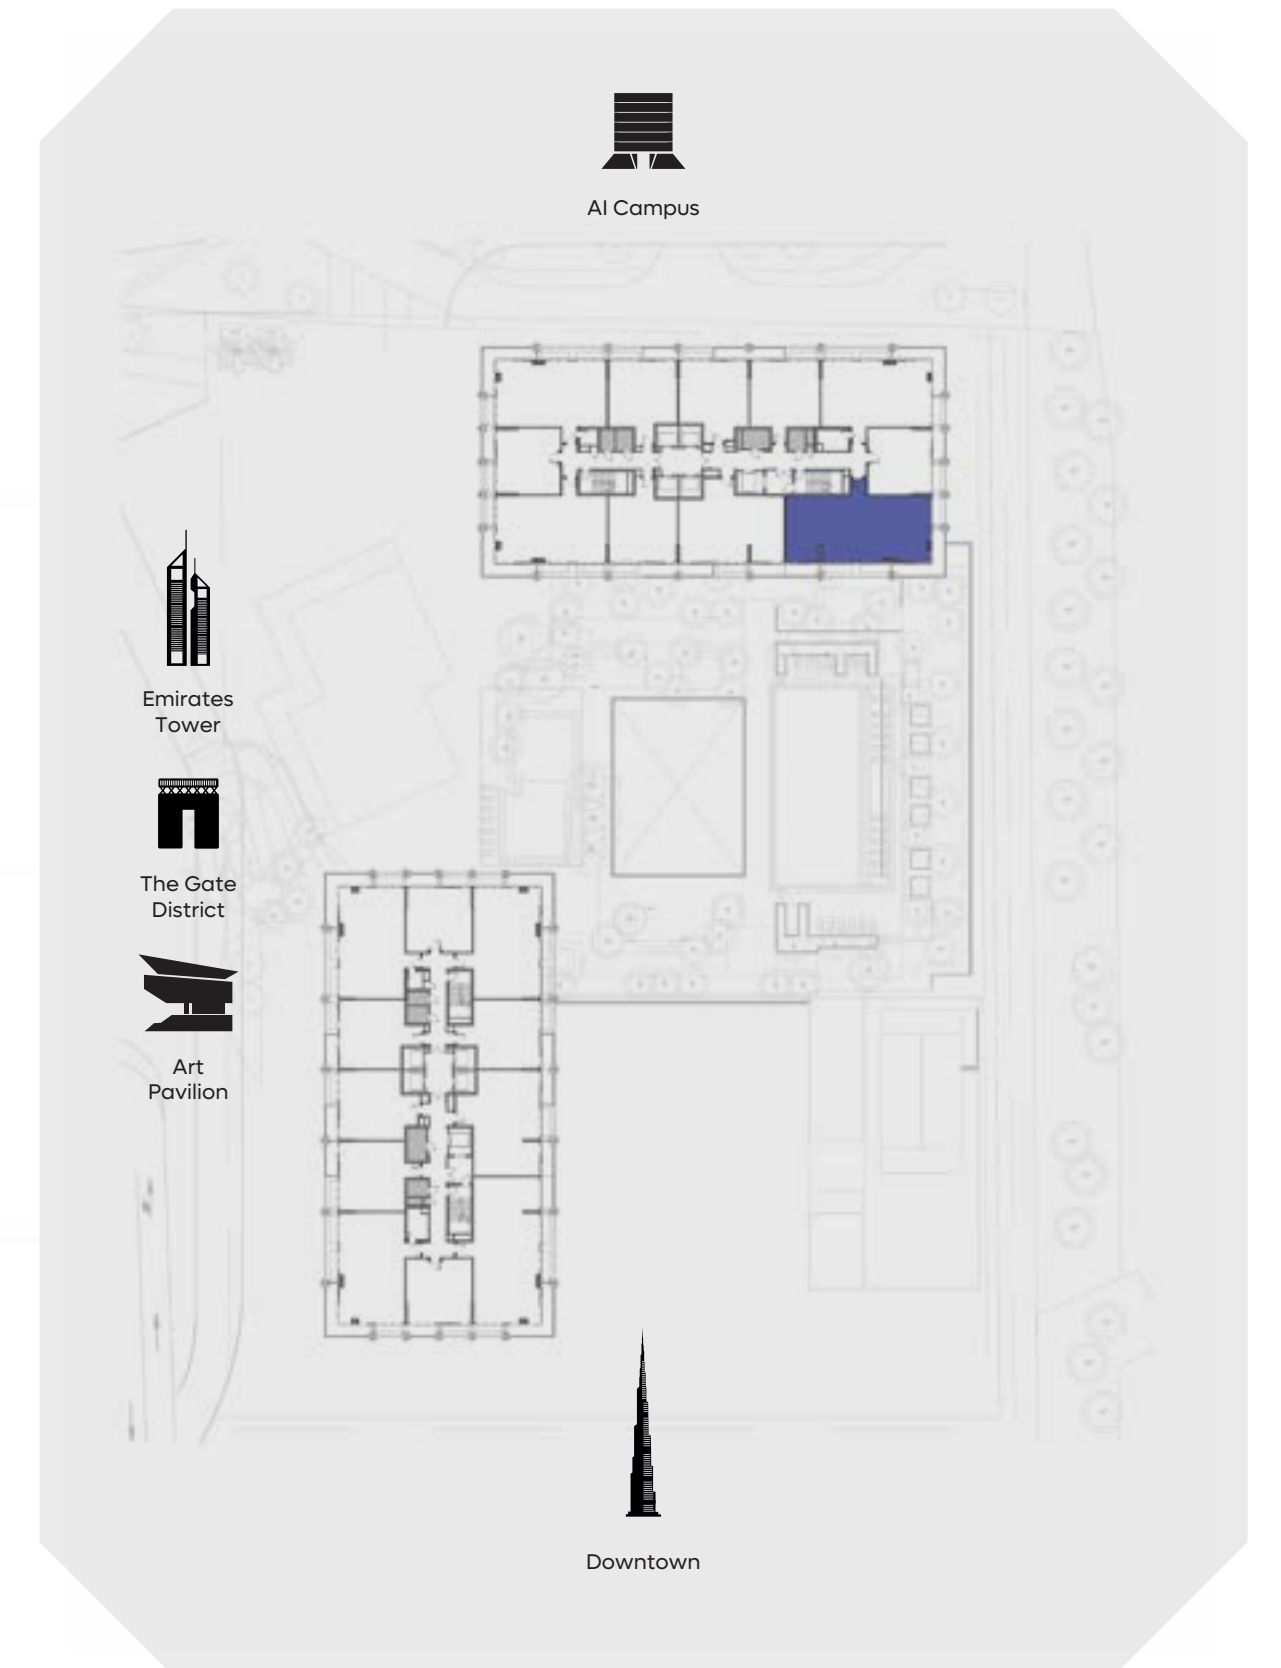 AI Campus
Emirates
Tower
The Gate
District
Art
Pavilion
Downtown